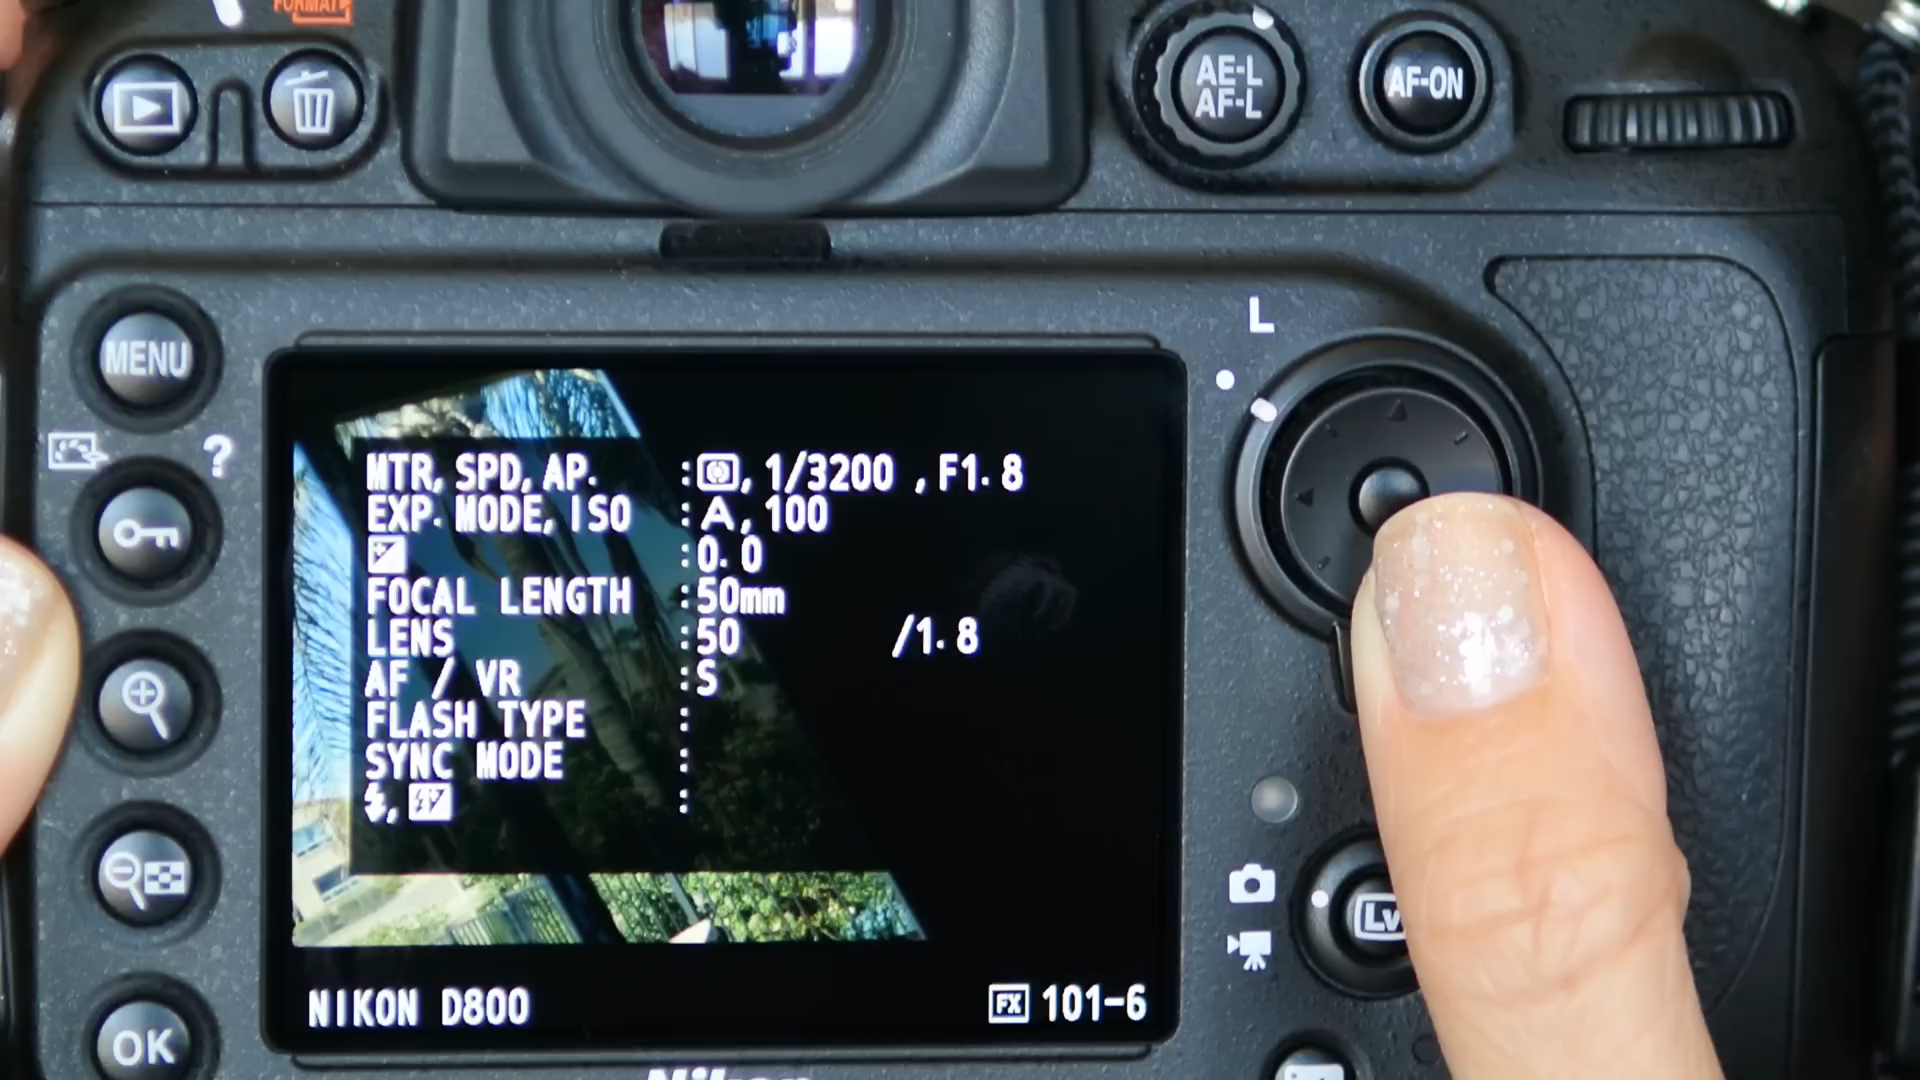 FORMAT
AE-L
AF-L
AF-ON
MENU
L
?
MTR, SPD, AP. : , 1/3200 , F1.8
EXP. MODE, ISO : A, 100
: 0.0
FOCAL LENGTH : 50mm
LENS : 50 /1.8
AF / VR : S
FLASH TYPE :
SYNC MODE :
, :
Lv
NIKON D800
FX 101-6
OK
Nikon